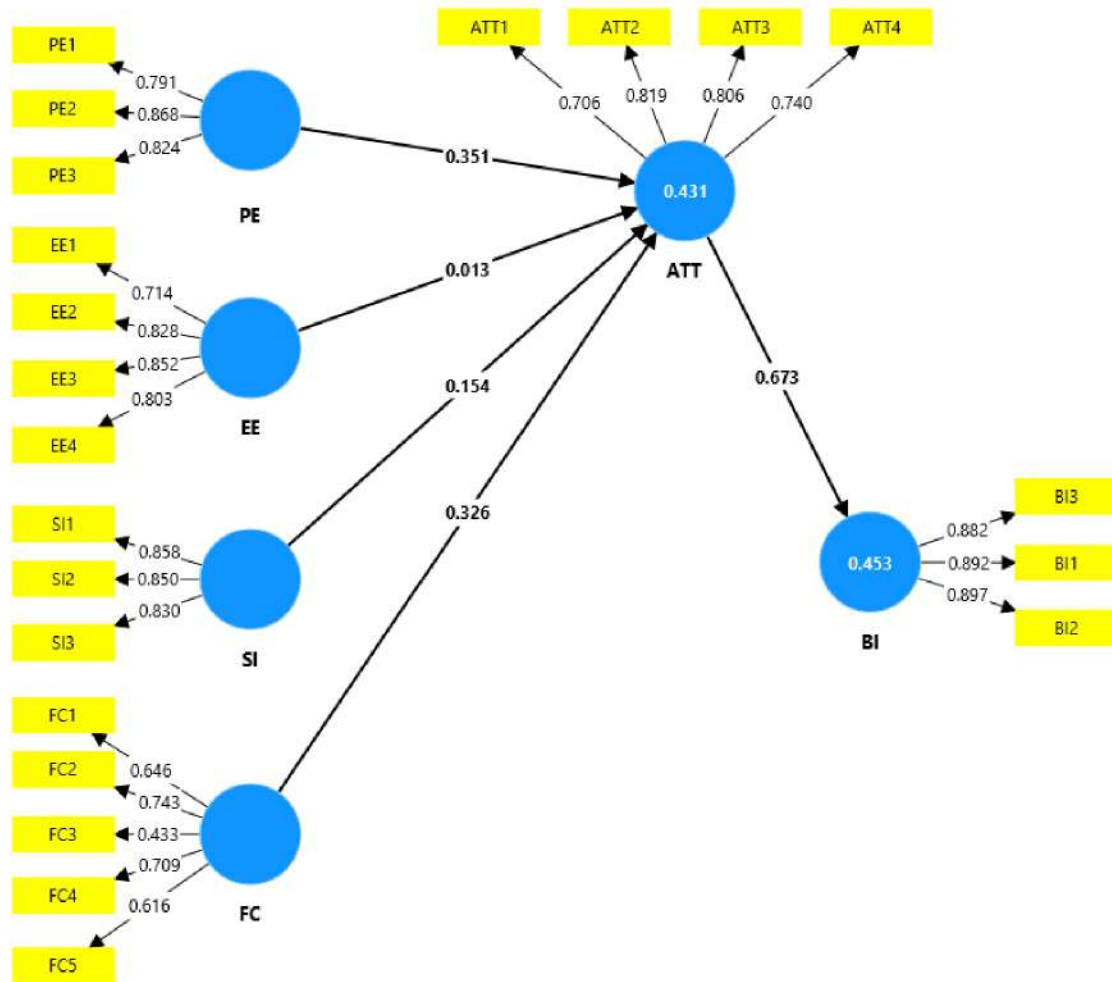 ATT1 ATT2 ATT3 ATT4
PE1
0.791
PE2
0.868
0.824
PE3
PE
0.706 0.819 0.806 0.740
0.431
ATT
0.351
EE1
0.714
EE2
0.828
EE3
0.852
0.803
EE4
EE
0.013
SI1
0.858
SI2
0.850
0.830
SI3
SI
0.154
0.673
FC1
0.646
FC2
0.743
FC3
0.433
0.709
FC4
0.616
FC5
FC
0.326
0.453
BI
0.882
BI3
0.892
BI1
0.897
BI2